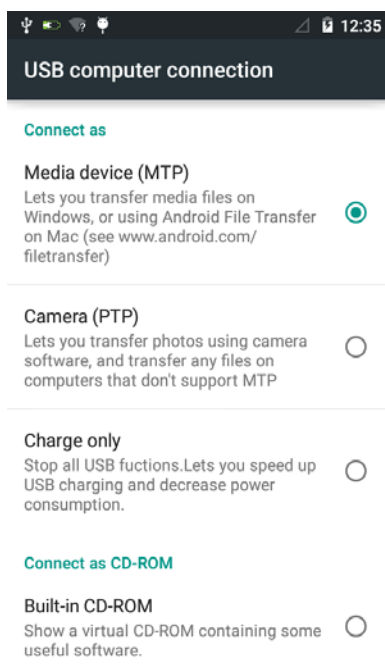 12:35
USB computer connection
Connect as
Media device (MTP)
Lets you transfer media files on
Windows, or using Android File Transfer
on Mac (see www.android.com/
filetransfer)
Camera (PTP)
Lets you transfer photos using camera
software, and transfer any files on
computers that don't support MTP
Charge only
Stop all USB fuctions.Lets you speed up
USB charging and decrease power
consumption.
Connect as CD-ROM
Built-in CD-ROM
Show a virtual CD-ROM containing some
useful software.